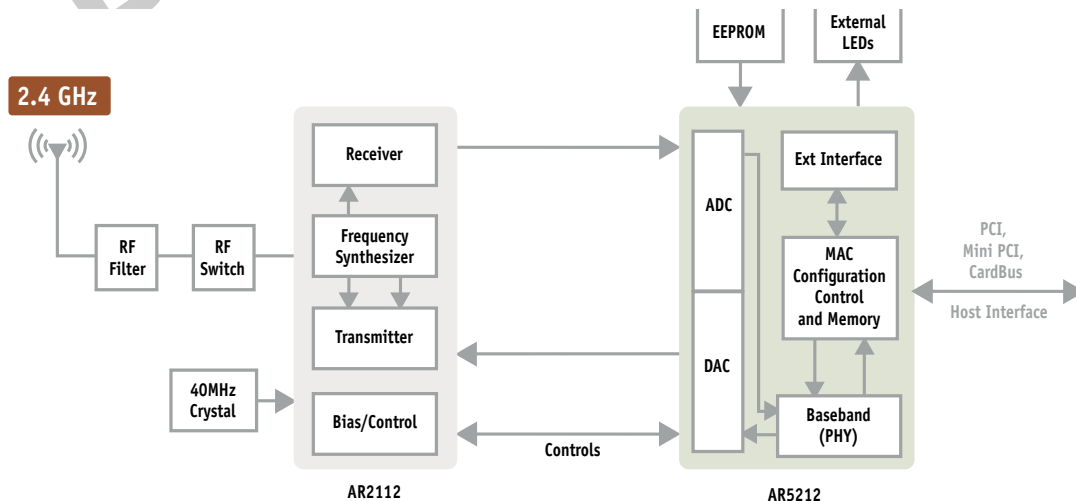 EEPROM
External
LEDs
2.4 GHz
Receiver
Frequency
Synthesizer
Transmitter
Bias/Control
RF
Filter
RF
Switch
40MHz
Crystal
Controls
ADC
DAC
Ext Interface
MAC
Configuration
Control
and Memory
Baseband
(PHY)
PCI,
Mini PCI,
CardBus
Host Interface
AR2112
AR5212